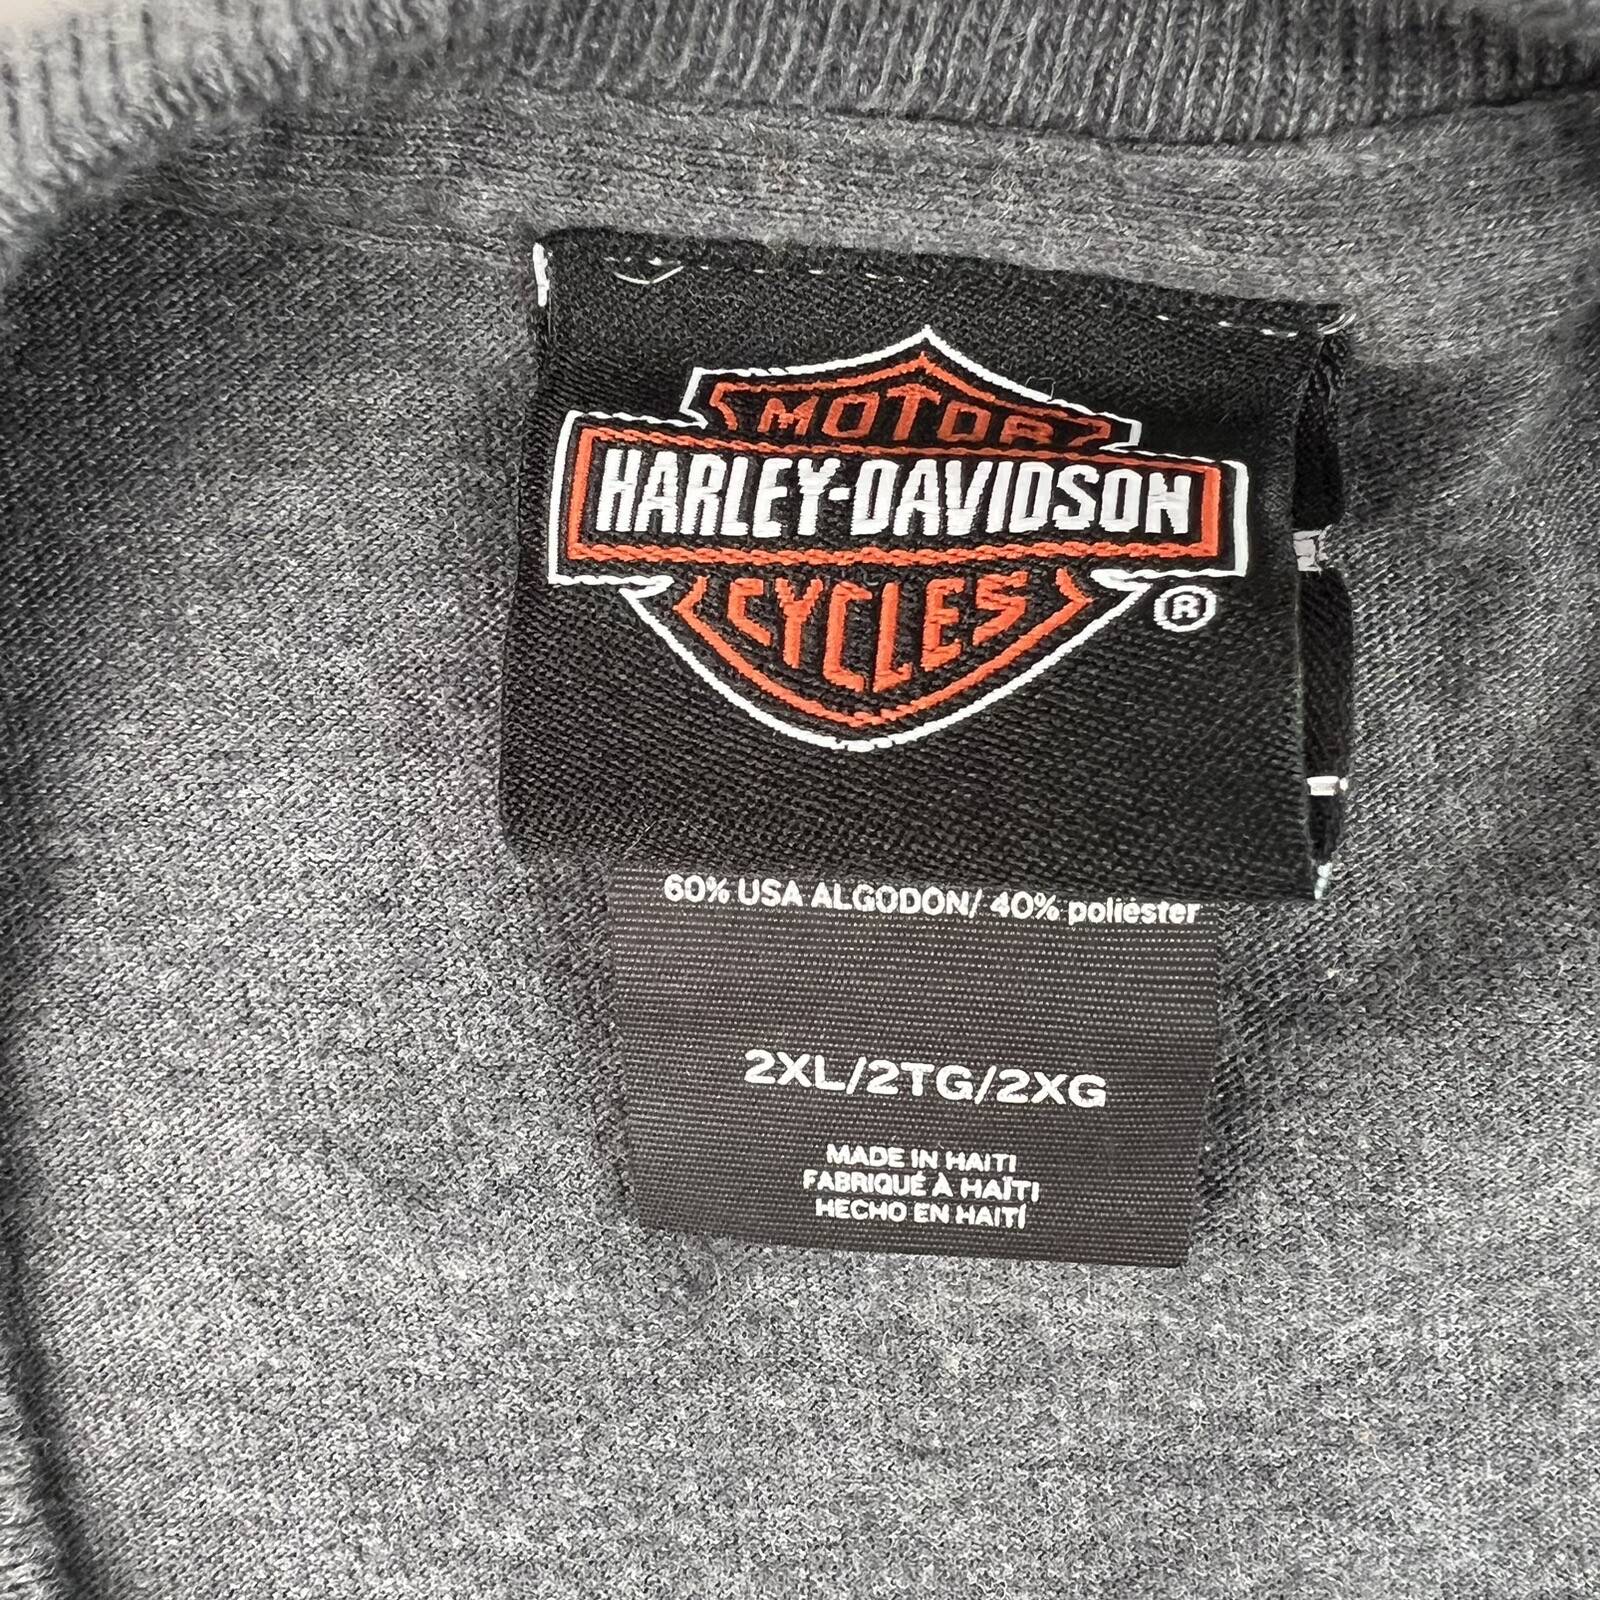 MOTOR
HARLEY-DAVIDSON
CYCLES
®
60% USA ALGODÓN/ 40% poliéster
2XL/2TG/2XG
MADE IN HAITI
FABRIQUÉ À HAÏTI
HECHO EN HAITÍ